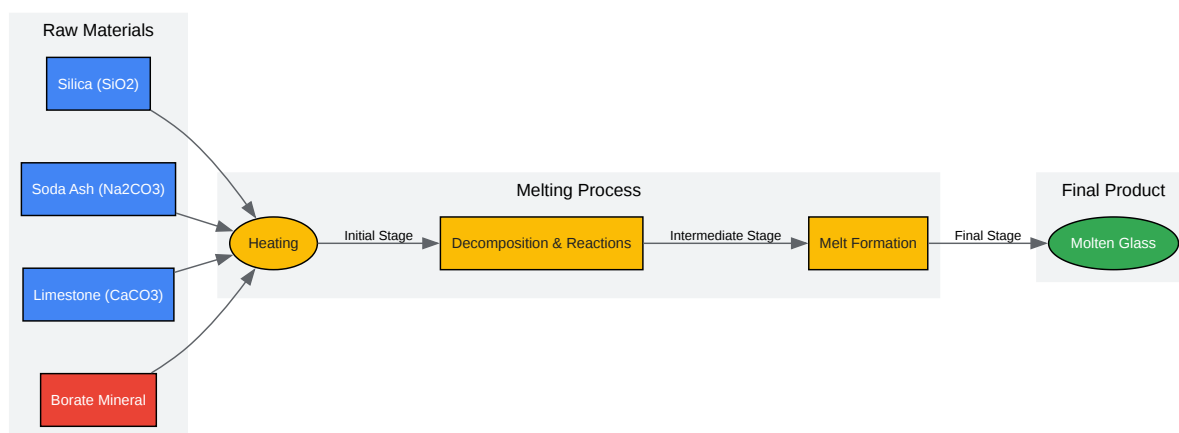 Raw Materials
Silica (SiO2)
Soda Ash (Na2CO3)
Limestone (CaCO3)
Borate Mineral
Melting Process
Heating
Initial Stage
Decomposition & Reactions
Intermediate Stage
Melt Formation
Final Stage
Final Product
Molten Glass